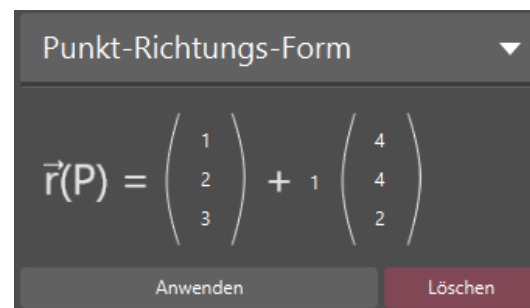 Punkt-Richtungs-Form
1 4
r⃗(P) = 2 + 1 4
3 2
Anwenden Löschen